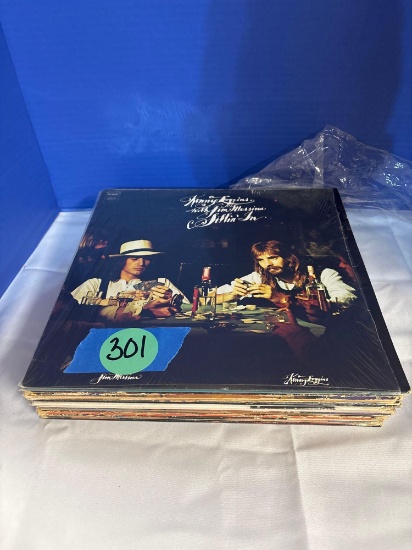 Kenny Loggins
with Jim Messina
Sittin' In
301
Jim Messina
Kenny Loggins